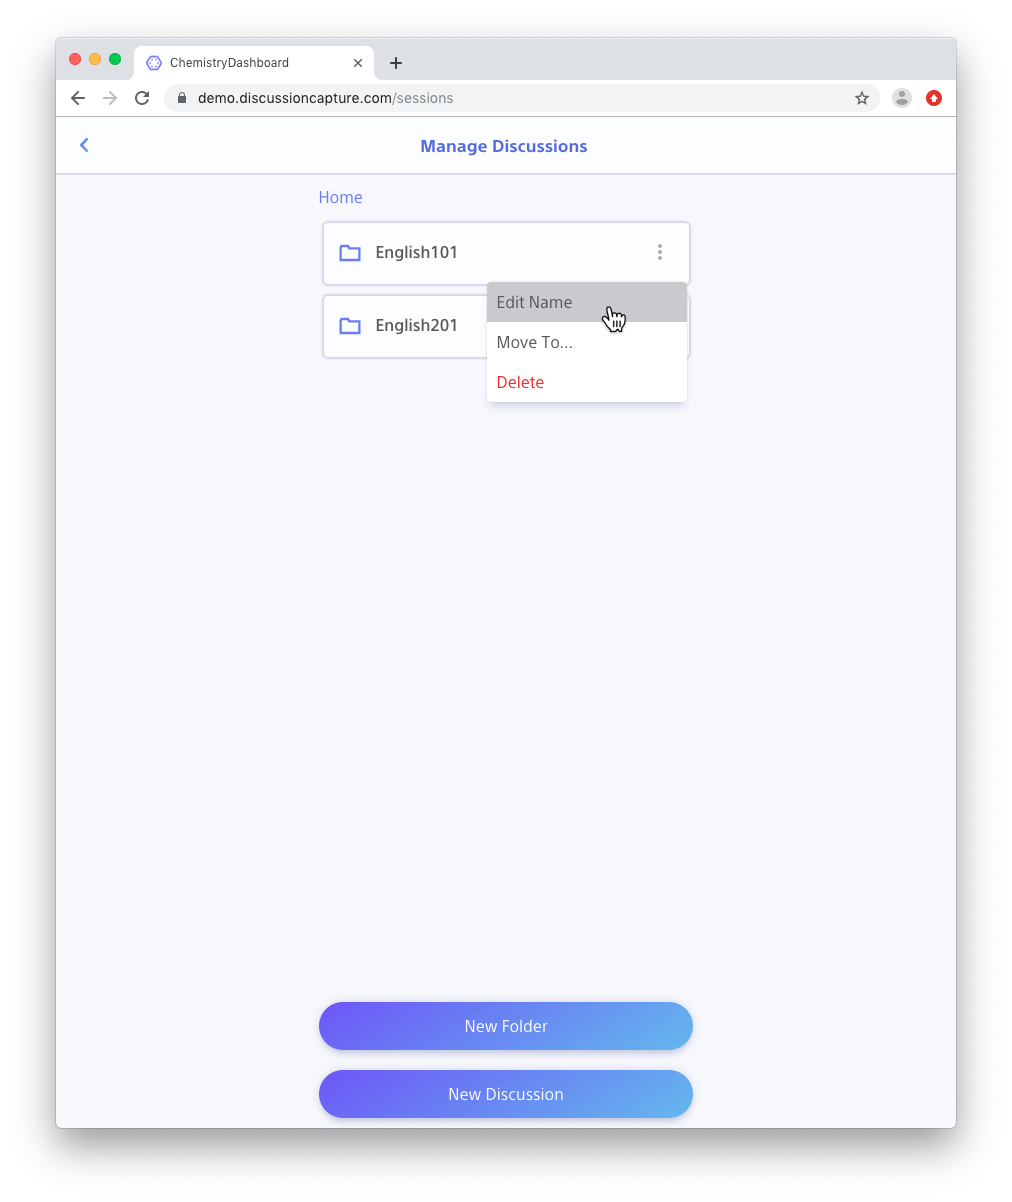 ChemistryDashboard
demo.discussioncapture.com/sessions
Manage Discussions
Home
English101
Edit Name
English201
Move To...
Delete
New Folder
New Discussion